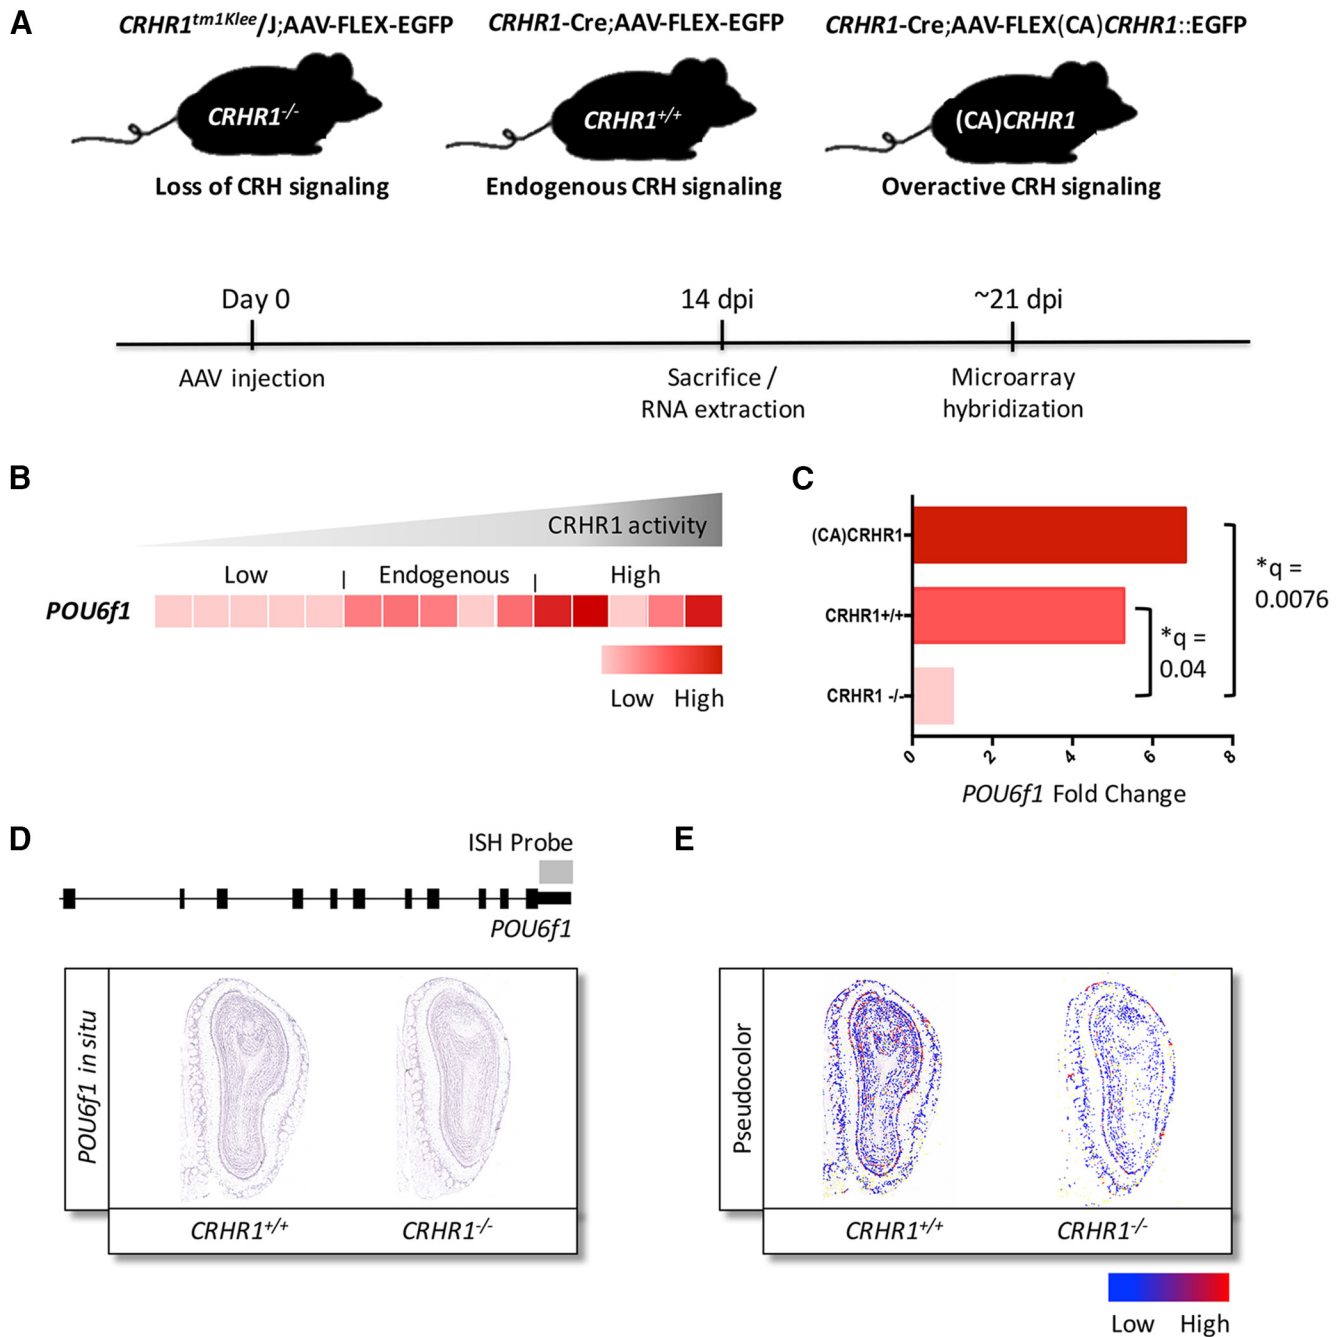 A
CRHR1tm1Klee/J;AAV-FLEX-EGFP
CRHR1-Cre;AAV-FLEX-EGFP
CRHR1-Cre;AAV-FLEX(CA)CRHR1::EGFP
CRHR1-/-
CRHR1+/+
(CA)CRHR1
Loss of CRH signaling
Endogenous CRH signaling
Overactive CRH signaling
Day 0
14 dpi
~21 dpi
AAV injection
Sacrifice /
RNA extraction
Microarray
hybridization
B
CRHR1 activity
Low
Endogenous
High
POU6f1
Low
High
C
(CA)CRHR1
CRHR1+/+
CRHR1 -/-
*q =
0.04
*q =
0.0076
0
2
4
6
8
POU6f1 Fold Change
D
ISH Probe
POU6f1
POU6f1 in situ
CRHR1+/+
CRHR1-/-
E
Pseudocolor
CRHR1+/+
CRHR1-/-
Low
High